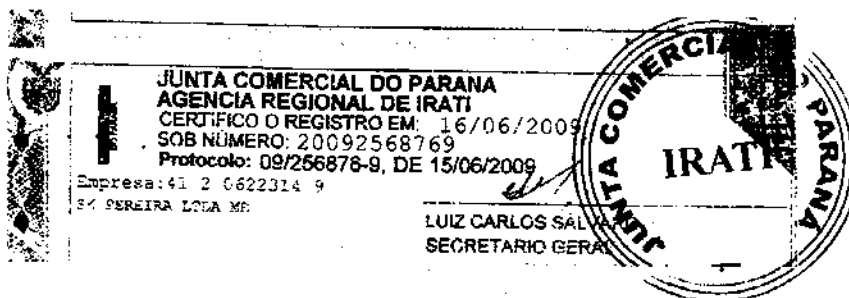 JUNTA COMERCIAL DO PARANA
AGENCIA REGIONAL DE IRATI
CERTIFICO O REGISTRO EM: 16/06/2009
SOB NÚMERO: 20092568769
Protocolo: 09/256876-9, DE 15/06/2009
Empresa:41 2 0622314 9
PEREIRA LTDA ME
LUIZ CARLOS
SECRETARIO GERAL
JUNTA COMERCIAL PARANÁ
IRATI